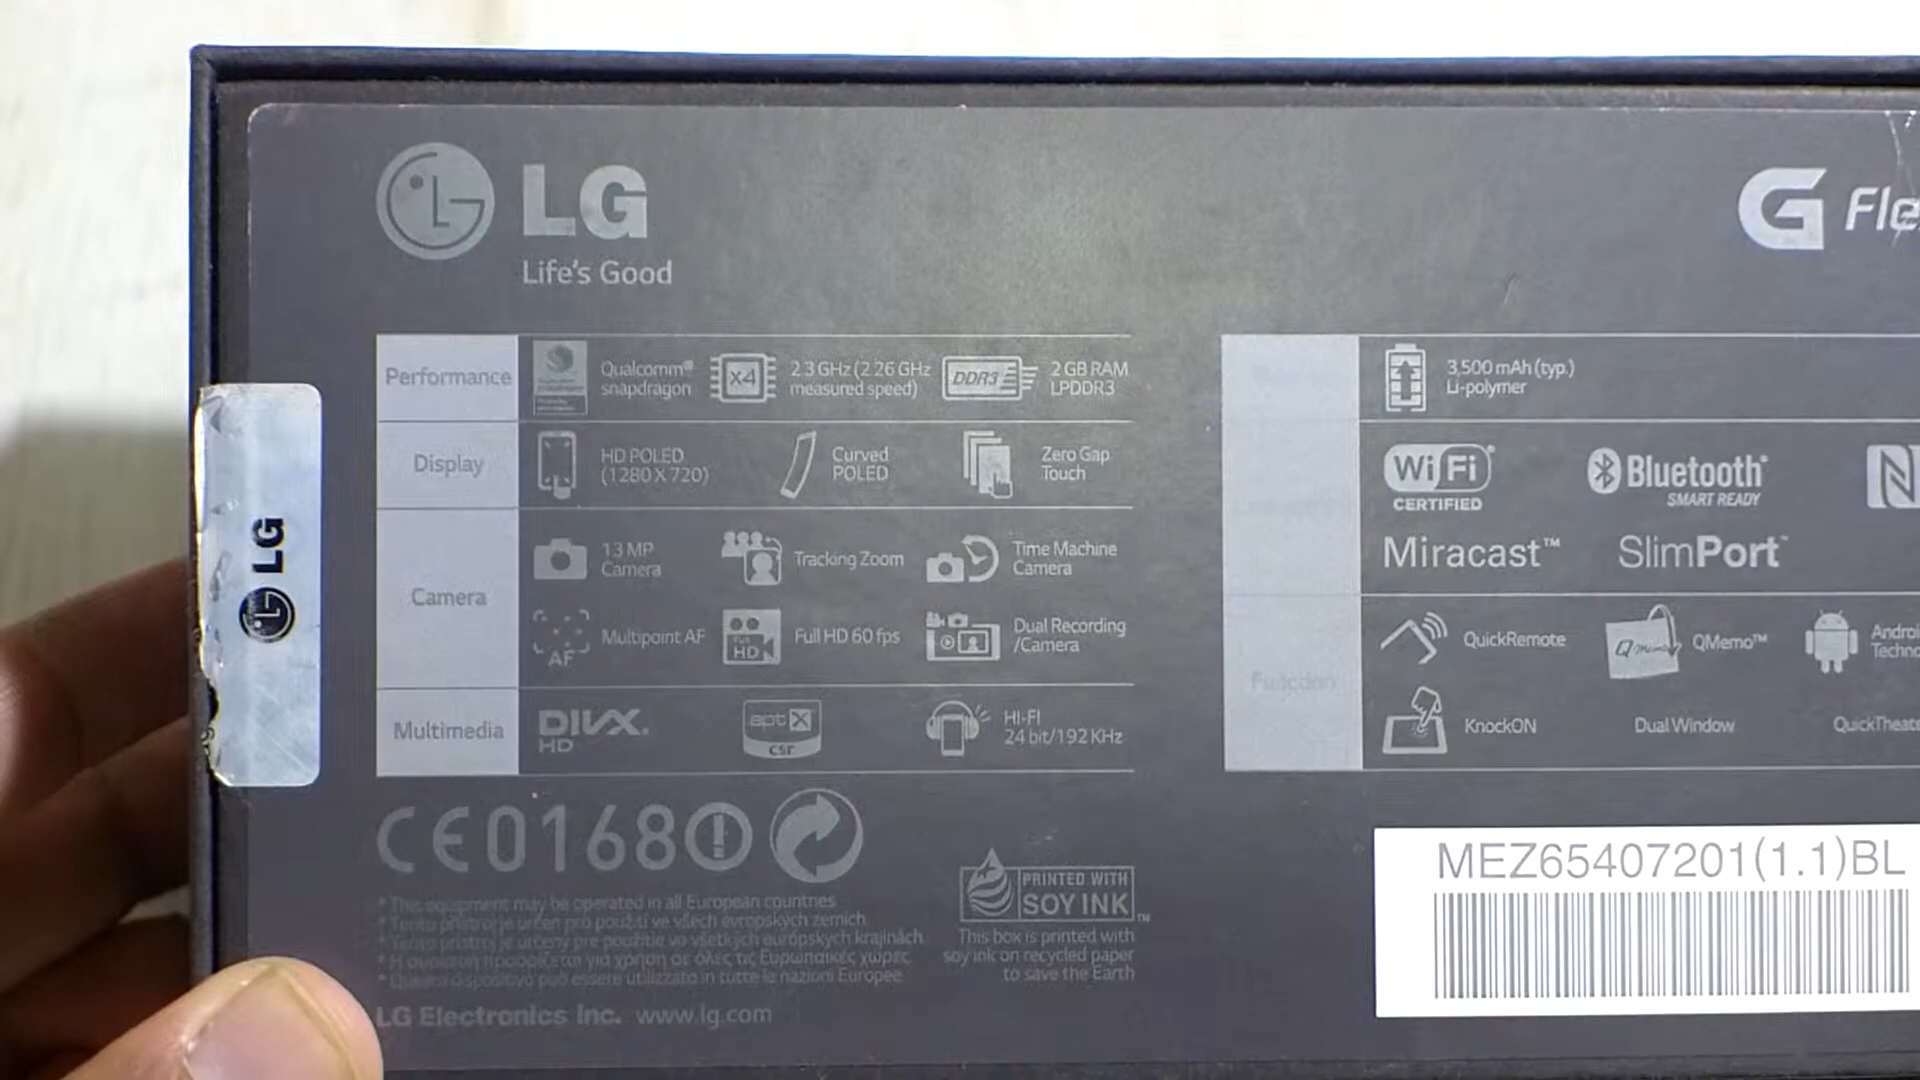 LG
Life's Good
G Fle
LG
Performance
Qualcomm®
snapdragon
X4
2.3 GHz (2.26 GHz
measured speed)
DDR3
2 GB RAM
LPDDR3
Display
HD POLED
(1280 X 720)
Curved
POLED
Zero Gap
Touch
Camera
13 MP
Camera
Tracking Zoom
Time Machine
Camera
AF
Multipoint AF
Full
HD
Full HD 60 fps
Dual Recording
/Camera
Multimedia
DIVX.
HD
aptX
CSr
HI-FI
24 bit/192 KHz
3,500 mAh (typ.)
Li-polymer
Wi Fi
CERTIFIED
Bluetooth®
SMART READY
N
Miracast™
SlimPort™
Function
QuickRemote
QMemo™
Androi
Techno
KnockON
Dual Window
QuickTheate
CE0168
* This equipment may be operated in all European countries
* Tento přístroj je určen pro použití ve všech evropských zemích
* Tento prístroj je určený pre použitie vo všetkých európskych krajinách
* Η συσκευή προορίζεται για χρήση σε όλες τις Ευρωπαϊκές χώρες
* Questo dispositivo può essere utilizzato in tutte le nazioni Europee
LG Electronics Inc. www.lg.com
PRINTED WITH
SOY INK™
This box is printed with
soy ink on recycled paper
to save the Earth
MEZ65407201(1.1)BL